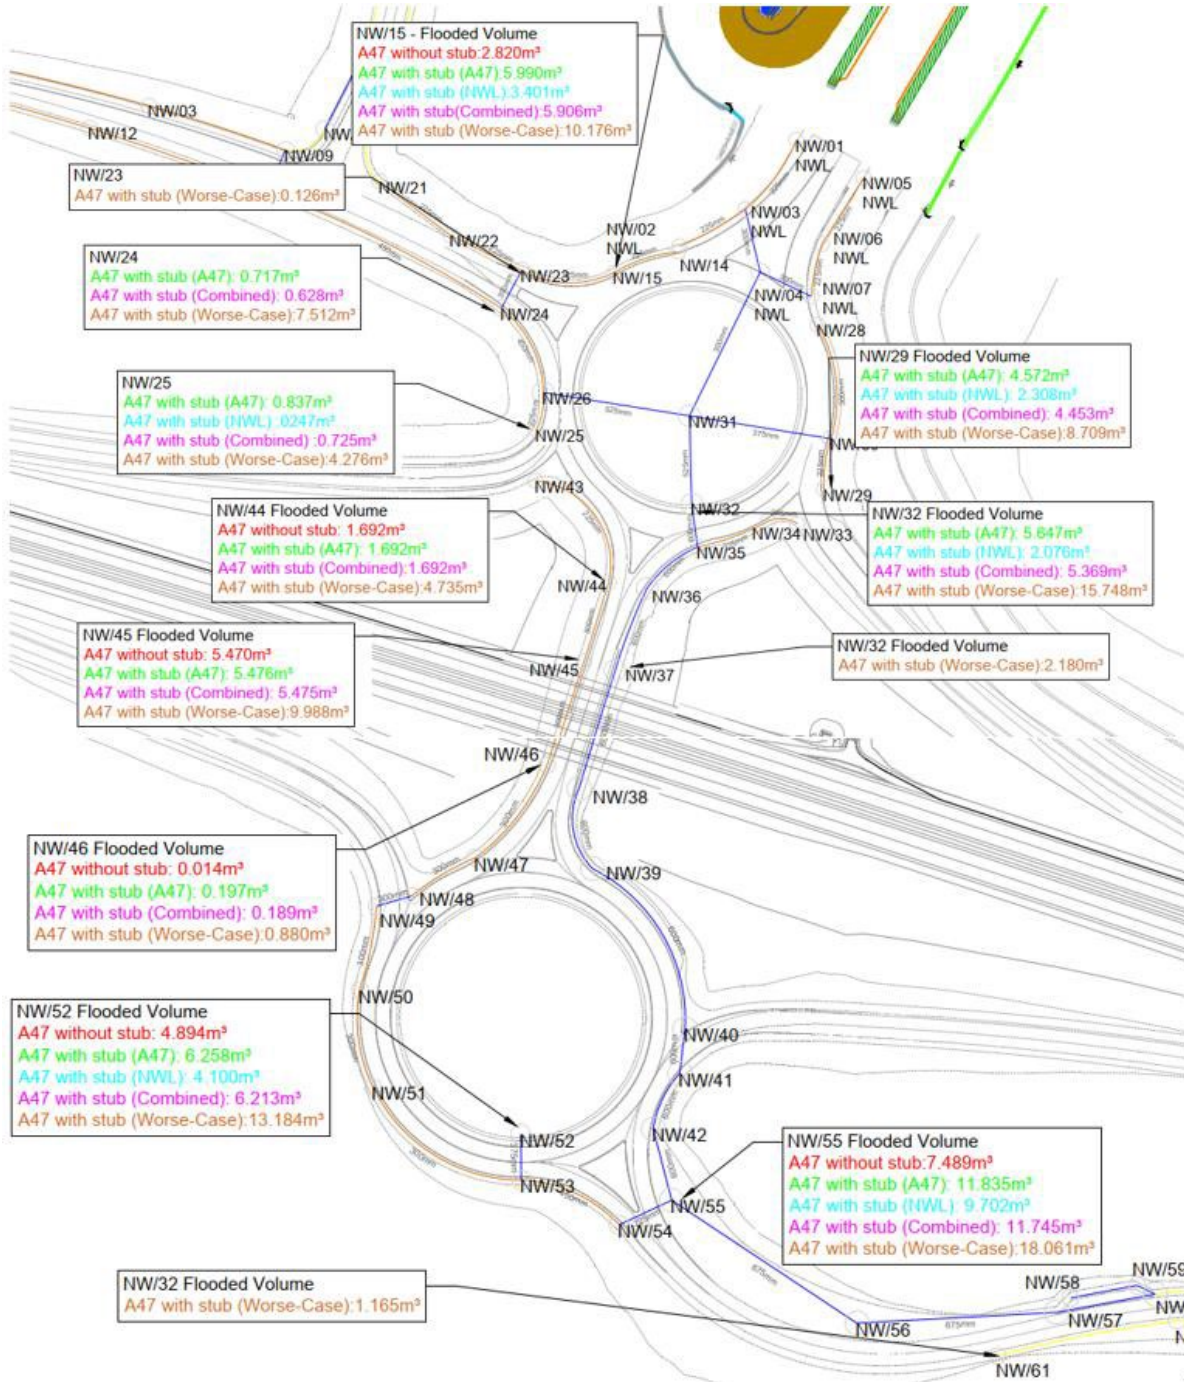 NW/15 - Flooded Volume
A47 without stub:2.820m³
A47 with stub (A47):5.990m³
A47 with stub (NWL):3.401m³
A47 with stub(Combined):5.906m³
A47 with stub (Worse-Case):10.176m³
NW/03
NW/12
NW/09
NW/23
A47 with stub (Worse-Case):0.126m³
NW/21
NW/01
NWL
NW/05
NWL
NW/02
NWL
NW/03
NWL
NW/22
NW/06
NWL
NW/24
A47 with stub (A47): 0.717m³
A47 with stub (Combined): 0.628m³
A47 with stub (Worse-Case):7.512m³
NW/23
NW/15
NW/14
NW/04
NWL
NW/07
NWL
NW/24
NW/28
NW/29 Flooded Volume
A47 with stub (A47): 4.572m³
A47 with stub (NWL): 2.308m³
A47 with stub (Combined): 4.453m³
A47 with stub (Worse-Case):8.709m³
NW/25
A47 with stub (A47): 0.837m³
A47 with stub (NWL) :0247m³
A47 with stub (Combined) :0.725m³
A47 with stub (Worse-Case):4.276m³
NW/26
300mm
525mm
NW/31
375mm
NW/25
NW/43
NW/29
NW/44 Flooded Volume
A47 without stub: 1.692m³
A47 with stub (A47): 1.692m³
A47 with stub (Combined):1.692m³
A47 with stub (Worse-Case):4.735m³
NW/32
NW/34
NW/33
NW/35
NW/32 Flooded Volume
A47 with stub (A47): 5.647m³
A47 with stub (NWL): 2.076m³
A47 with stub (Combined): 5.369m³
A47 with stub (Worse-Case):15.748m³
NW/44
NW/36
NW/45 Flooded Volume
A47 without stub: 5.470m³
A47 with stub (A47): 5.476m³
A47 with stub (Combined): 5.475m³
A47 with stub (Worse-Case):9.988m³
NW/45
NW/37
NW/32 Flooded Volume
A47 with stub (Worse-Case):2.180m³
NW/46
NW/38
NW/46 Flooded Volume
A47 without stub: 0.014m³
A47 with stub (A47): 0.197m³
A47 with stub (Combined): 0.189m³
A47 with stub (Worse-Case):0.880m³
NW/47
NW/39
NW/48
NW/49
600mm
NW/50
NW/52 Flooded Volume
A47 without stub: 4.894m³
A47 with stub (A47): 6.258m³
A47 with stub (NWL): 4.100m³
A47 with stub (Combined): 6.213m³
A47 with stub (Worse-Case):13.184m³
NW/40
NW/41
NW/51
NW/52
NW/42
300mm
NW/53
NW/55 Flooded Volume
A47 without stub:7.489m³
A47 with stub (A47): 11.835m³
A47 with stub (NWL): 9.702m³
A47 with stub (Combined): 11.745m³
A47 with stub (Worse-Case):18.061m³
NW/55
NW/54
NW/32 Flooded Volume
A47 with stub (Worse-Case):1.165m³
675mm
NW/58
NW/59
NW/56
675mm
NW/57
NW/61